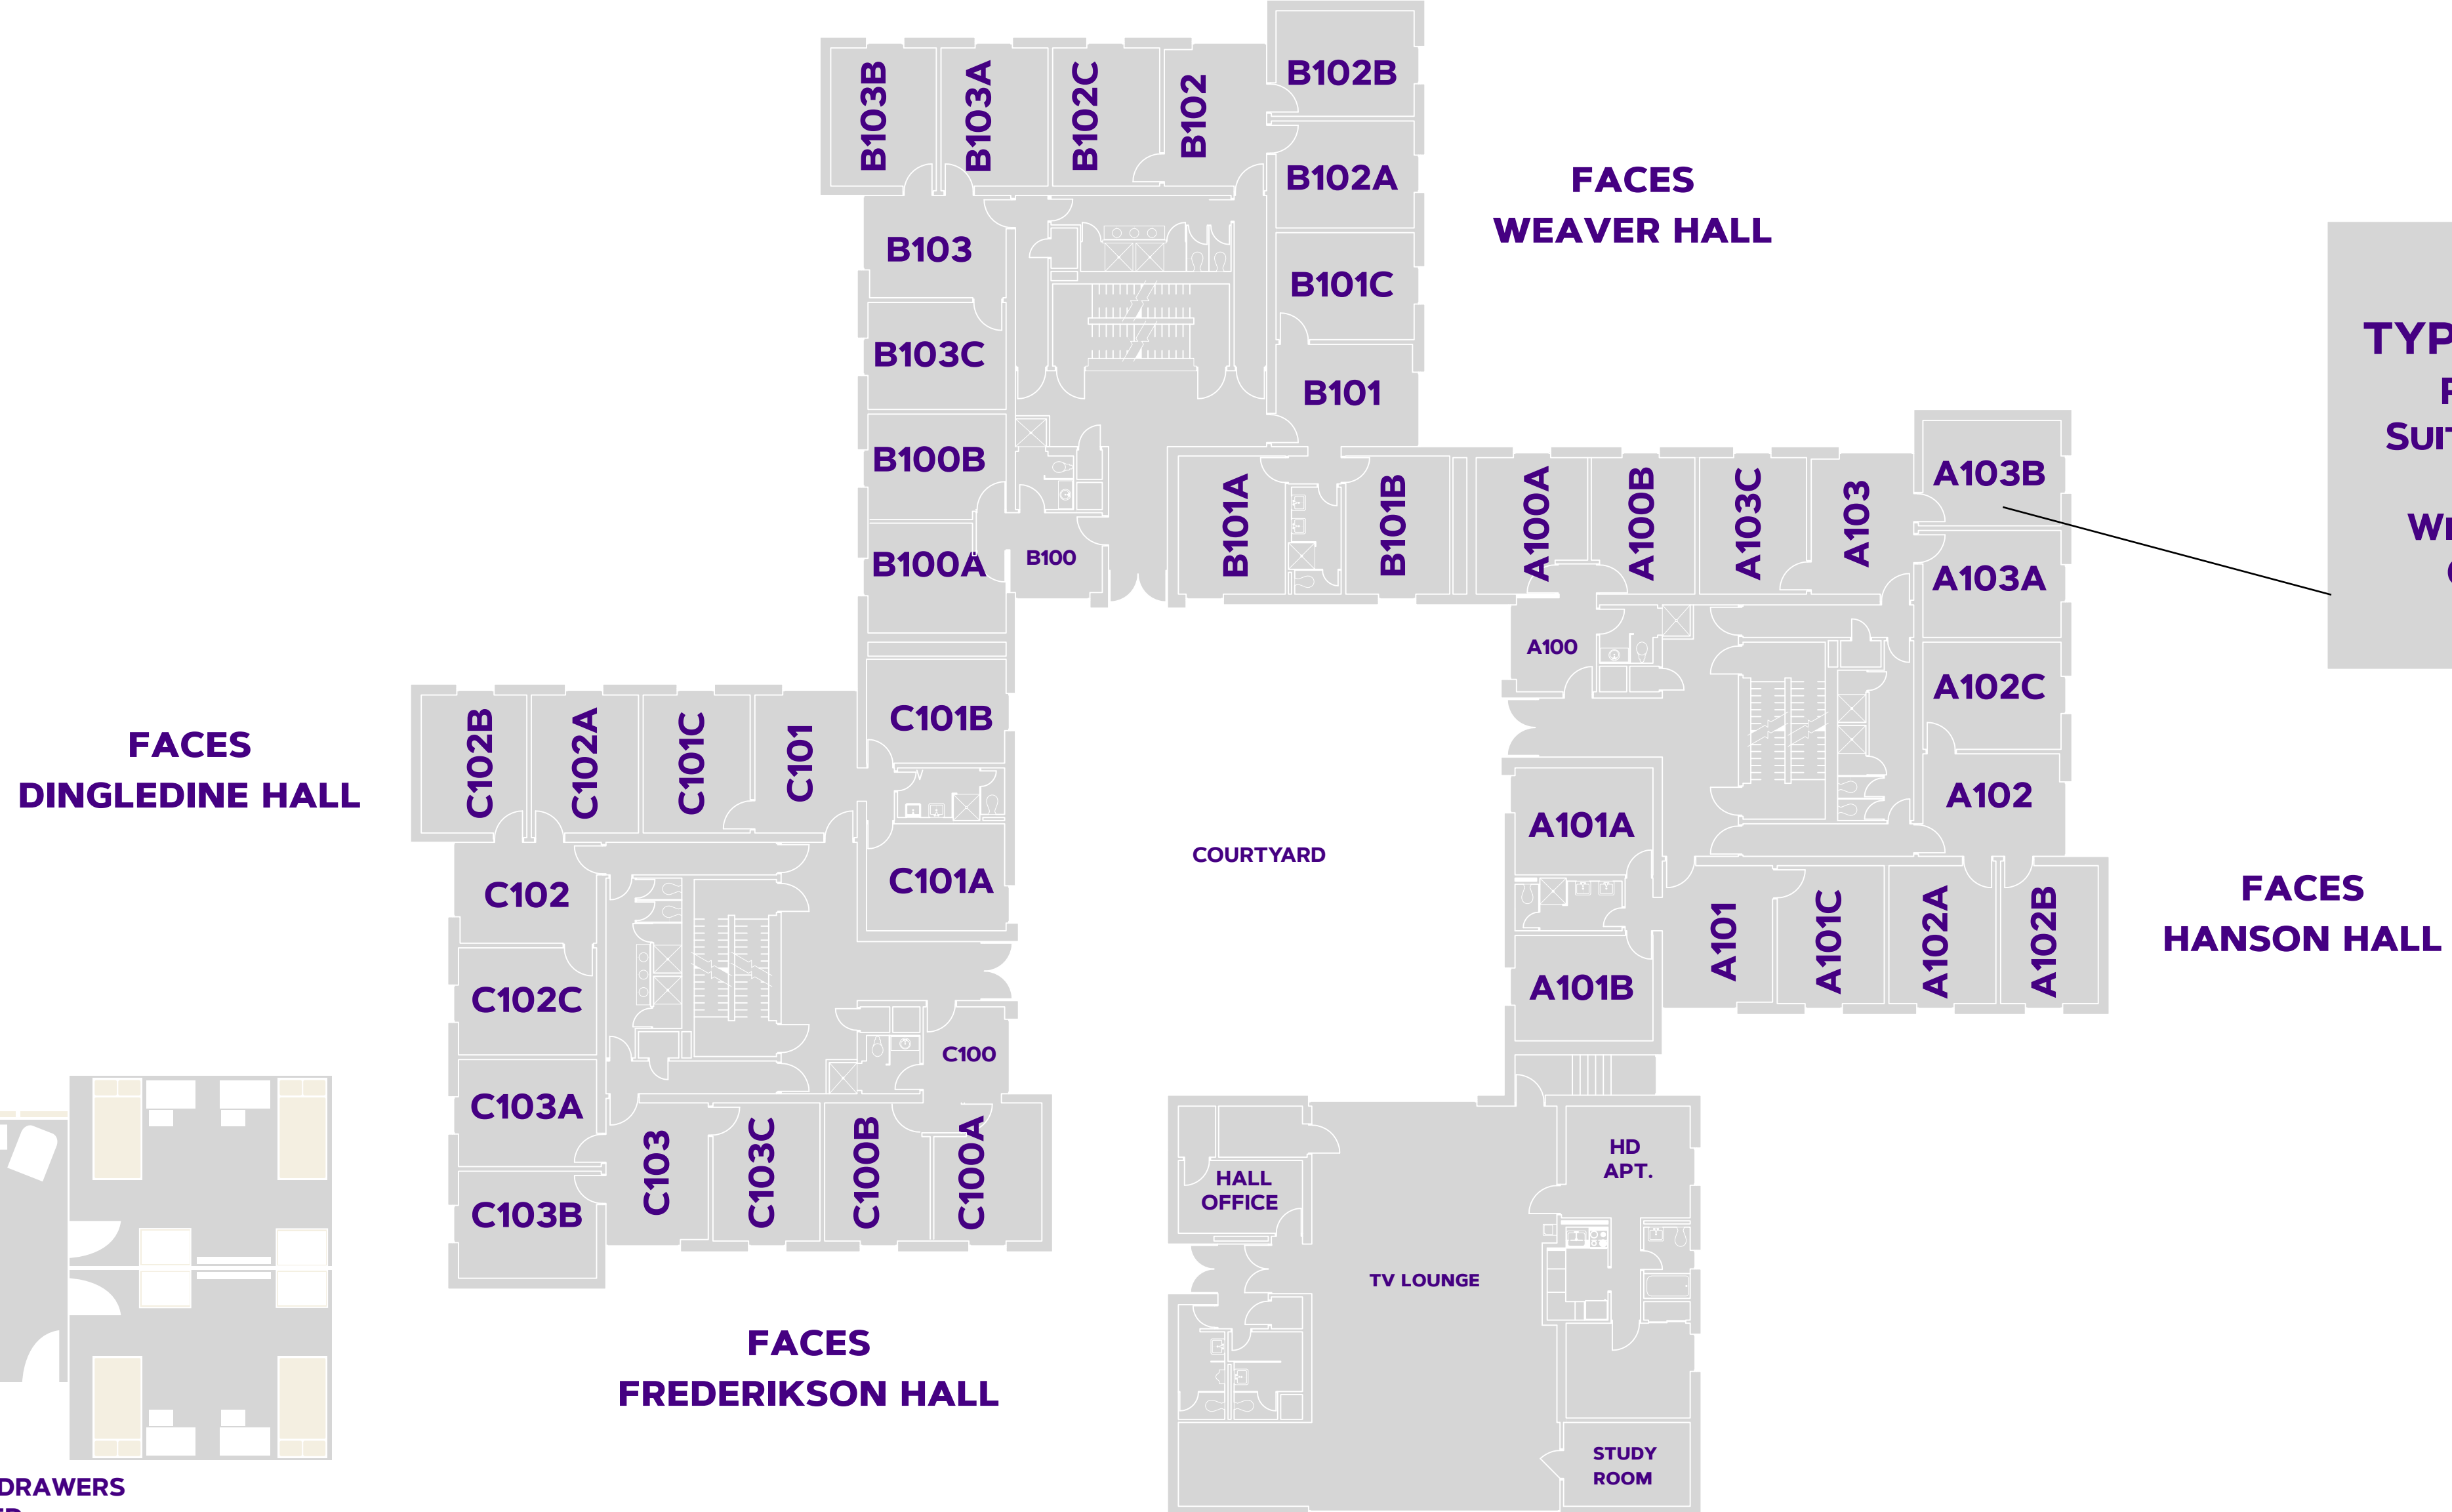 B102B
B103B
B103A
B102C
B102
B102A
FACES
WEAVER HALL
B103
B101C
B103C
B101
B100B
B100A
B100
B101A
B101B
A100A
A100B
A103C
A103
A103B
A103A
A100
A102C
A102
C101B
C102B
C102A
C101C
C101
FACES
DINGLEDINE HALL
COURTYARD
A101A
C102
C101A
FACES
HANSON HALL
A101
A101C
A102A
A102B
A101B
C102C
C100
C103A
C103B
C103
C103C
C100B
C100A
HD
APT.
HALL
OFFICE
TV LOUNGE
FACES
FREDERIKSON HALL
STUDY
ROOM
DRAWERS